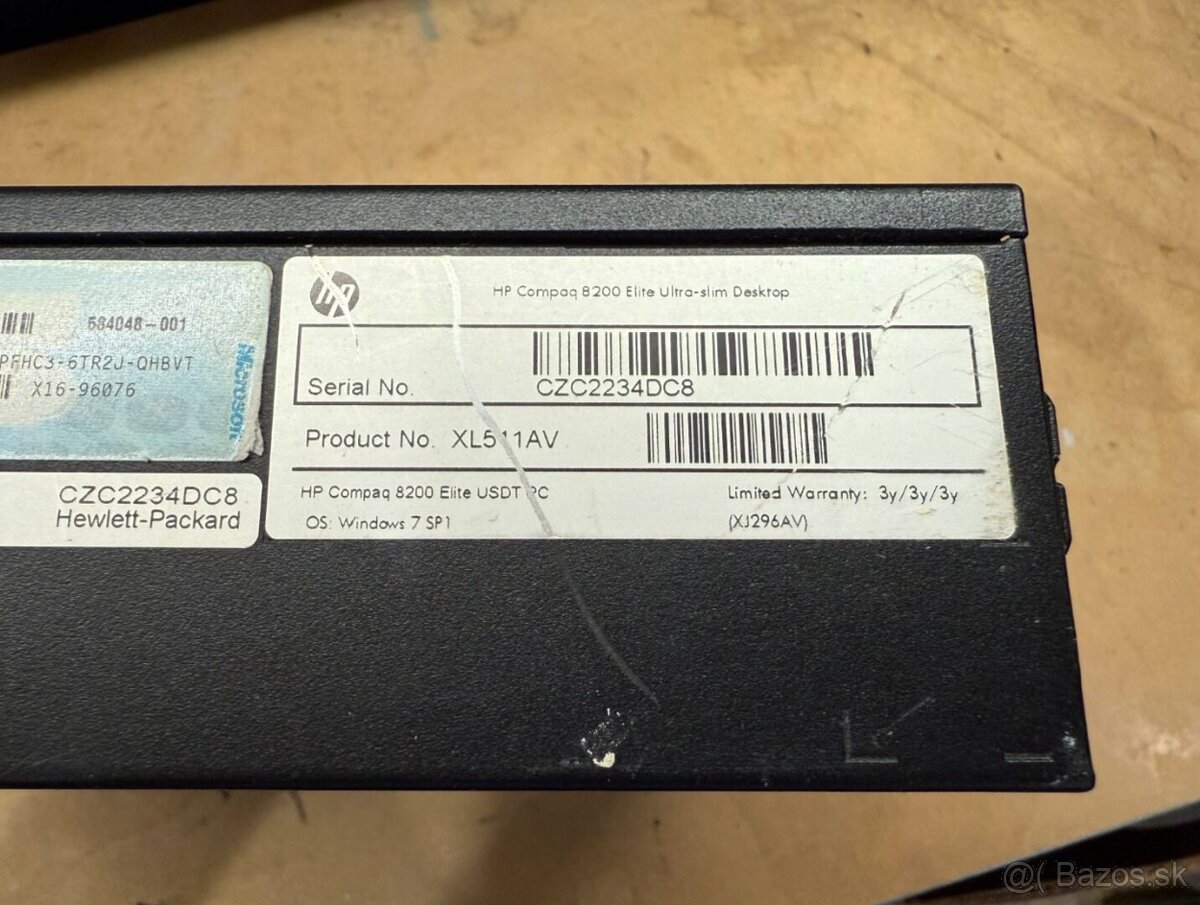 684048-001
PFHC3-6TR2J-QHBVT
X16-96076
Microsoft
CZC2234DC8
Hewlett-Packard
hp
HP Compaq 8200 Elite Ultra-slim Desktop
Serial No. CZC2234DC8
Product No. XL511AV
HP Compaq 8200 Elite USDT PC
Limited Warranty: 3y/3y/3y
OS: Windows 7 SP1
(XJ296AV)
@( Bazos.sk